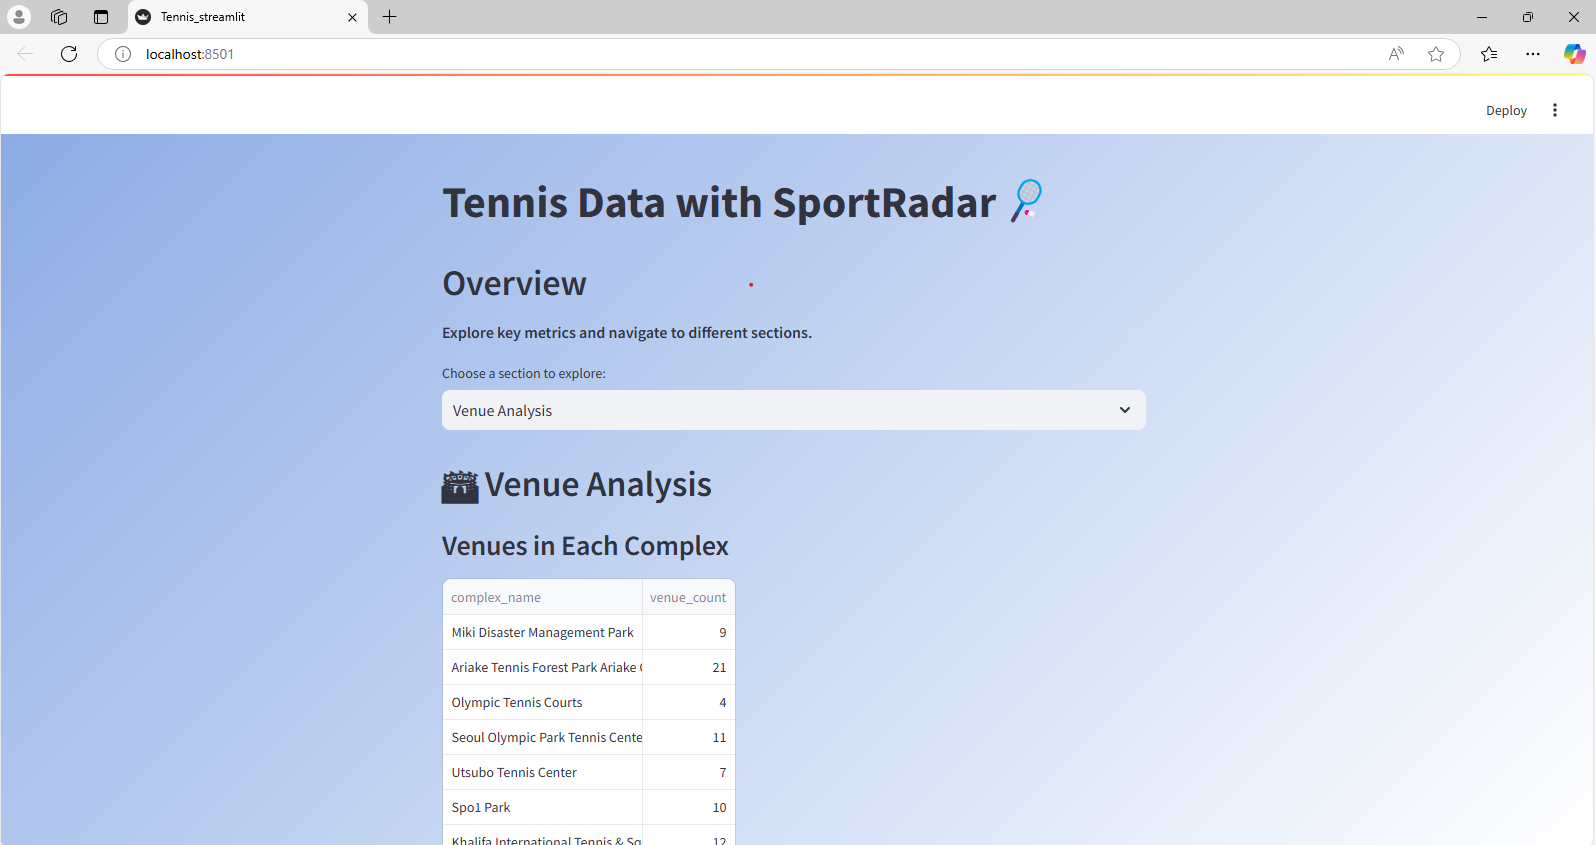 Tennis_streamlit
localhost:8501
Deploy
Tennis Data with SportRadar
Overview
Explore key metrics and navigate to different sections.
Choose a section to explore:
Venue Analysis
Venue Analysis
Venues in Each Complex
complex_name venue_count
Miki Disaster Management Park 9
Ariake Tennis Forest Park Ariake 21
Olympic Tennis Courts 4
Seoul Olympic Park Tennis Cente 11
Utsubo Tennis Center 7
Spo1 Park 10
Khalifa International Tennis & Sq 12